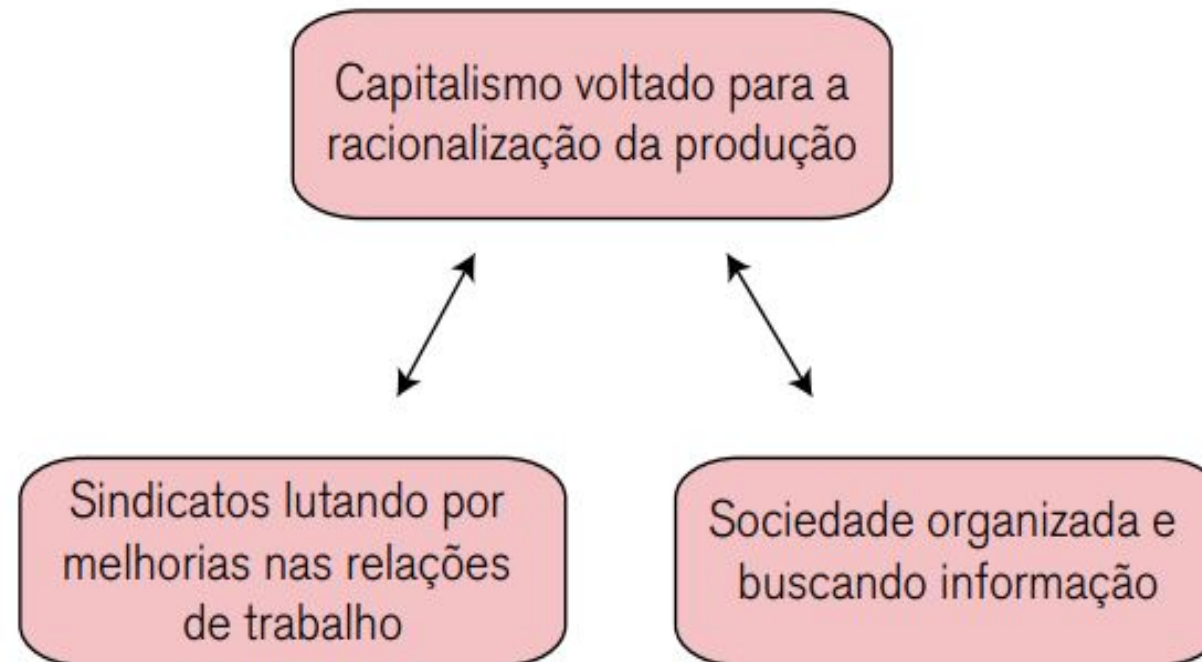 Capitalismo voltado para a
racionalização da produção
Sindicatos lutando por
melhorias nas relações
de trabalho
Sociedade organizada e
buscando informação